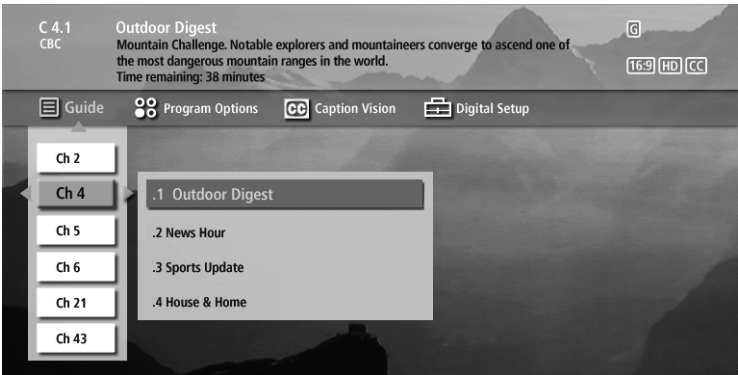 C 4.1
CBC
Outdoor Digest
Mountain Challenge. Notable explorers and mountaineers converge to ascend one of
the most dangerous mountain ranges in the world.
Time remaining: 38 minutes
G
16:9 HD CC
Guide
Program Options
CC Caption Vision
Digital Setup
Ch 2
Ch 4
Ch 5
Ch 6
Ch 21
Ch 43
.1 Outdoor Digest
.2 News Hour
.3 Sports Update
.4 House & Home